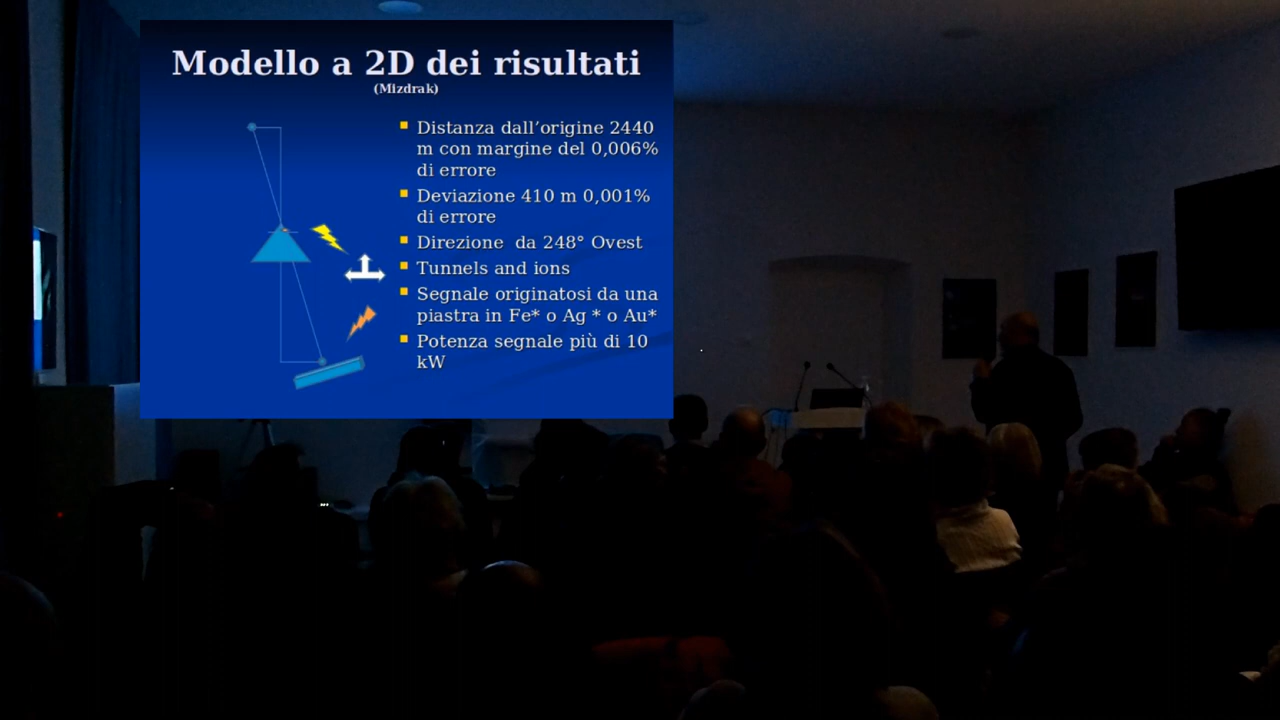 Modello a 2D dei risultati
(Mizdrak)
Distanza dall'origine 2440
m con margine del 0,006%
di errore
Deviazione 410 m 0,001%
di errore
Direzione  da 248° Ovest
Tunnels and ions
Segnale originatosi da una
piastra in Fe* o Ag * o Au*
Potenza segnale più di 10
kW